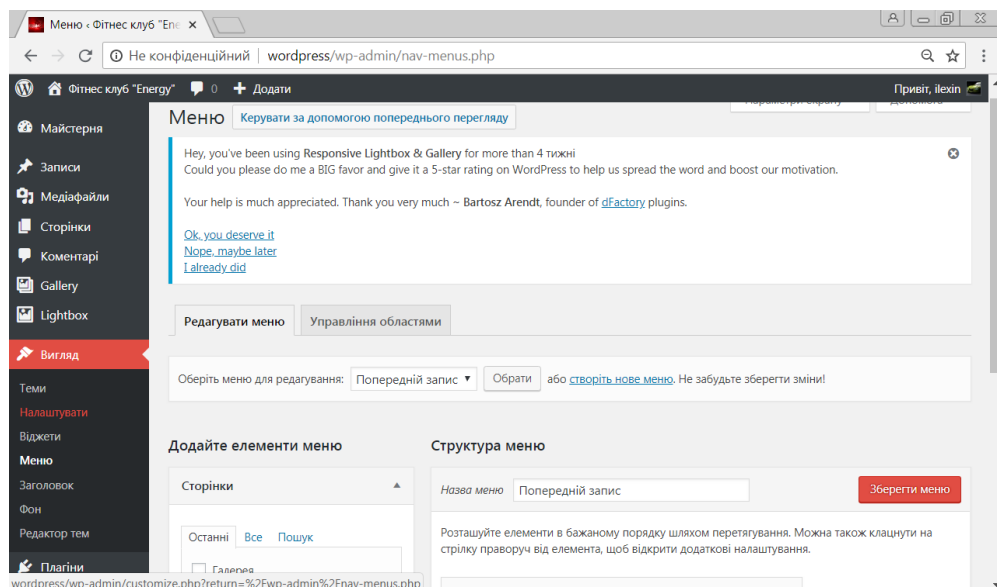 Меню ‹ Фітнес клуб "Ene
Не конфіденційний | wordpress/wp-admin/nav-menus.php
Фітнес клуб "Energy" 0 Додати Привіт, ilexin
Майстерня
Записи
Медіафайли
Сторінки
Коментарі
Gallery
Lightbox
Вигляд
Теми
Налаштувати
Віджети
Меню
Заголовок
Фон
Редактор тем
Плагіни
Меню Керувати за допомогою попереднього перегляду
Параметри екрану Допомога
Hey, you've been using Responsive Lightbox & Gallery for more than 4 тижні
Could you please do me a BIG favor and give it a 5-star rating on WordPress to help us spread the word and boost our motivation.
Your help is much appreciated. Thank you very much ~ Bartosz Arendt, founder of dFactory plugins.
Ok, you deserve it
Nope, maybe later
I already did
Редагувати меню Управління областями
Оберіть меню для редагування: Попередній запис Обрати або створіть нове меню. Не забудьте зберегти зміни!
Додайте елементи меню
Сторінки
Останні Все Пошук
Галерея
Структура меню
Назва меню Попередній запис Зберегти меню
Розташуйте елементи в бажаному порядку шляхом перетягування. Можна також клацнути на
стрілку праворуч від елемента, щоб відкрити додаткові налаштування.
wordpress/wp-admin/customize.php?return=%2Fwp-admin%2Fnav-menus.php